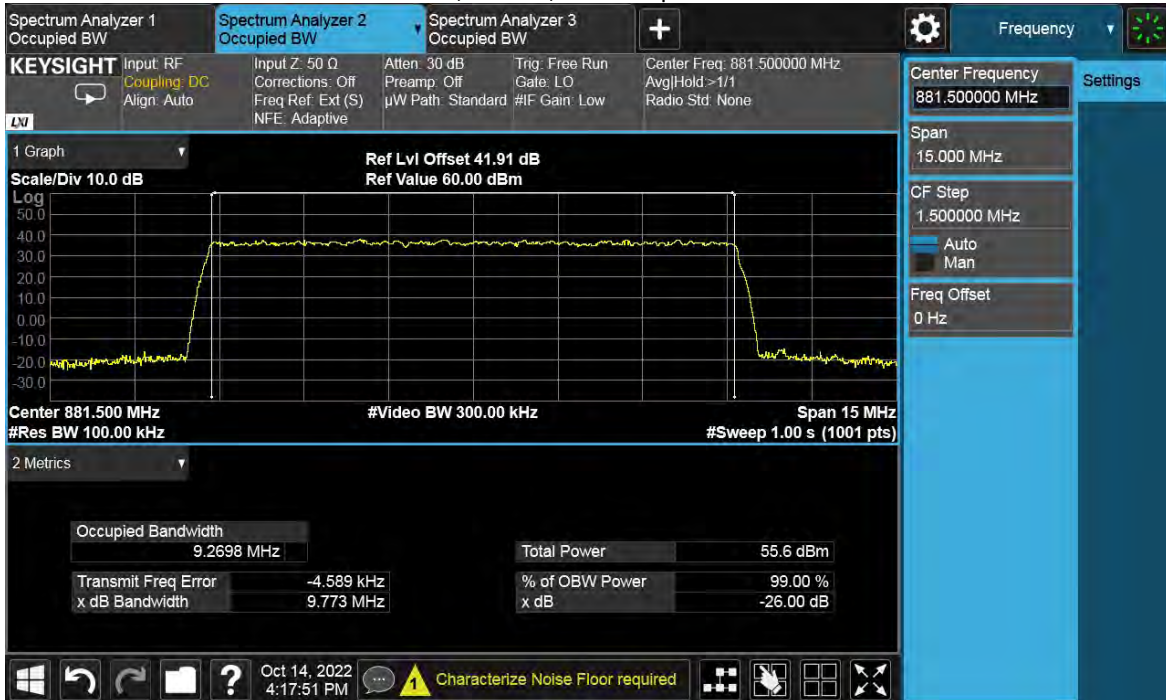 Spectrum Analyzer 1
Occupied BW
Spectrum Analyzer 2
Occupied BW
Spectrum Analyzer 3
Occupied BW
Frequency
KEYSIGHT
LXI
Input: RF
Coupling: DC
Align: Auto
Input Z: 50 Ω
Corrections: Off
Freq Ref: Ext (S)
NFE: Adaptive
Atten: 30 dB
Preamp: Off
µW Path: Standard
Trig: Free Run
Gate: LO
#IF Gain: Low
Center Freq: 881.500000 MHz
Avg|Hold:>1/1
Radio Std: None
Center Frequency
881.500000 MHz
Settings
Span
15.000 MHz
CF Step
1.500000 MHz
Auto
Man
Freq Offset
0 Hz
1 Graph
Scale/Div 10.0 dB
Ref Lvl Offset 41.91 dB
Ref Value 60.00 dBm
Log
50.0
40.0
30.0
20.0
10.0
0.00
-10.0
-20.0
-30.0
Center 881.500 MHz
#Video BW 300.00 kHz
Span 15 MHz
#Res BW 100.00 kHz
#Sweep 1.00 s (1001 pts)
2 Metrics
Occupied Bandwidth
9.2698 MHz
Total Power 55.6 dBm
Transmit Freq Error -4.589 kHz
% of OBW Power 99.00 %
x dB Bandwidth 9.773 MHz
x dB -26.00 dB
?
Oct 14, 2022
4:17:51 PM
1
Characterize Noise Floor required